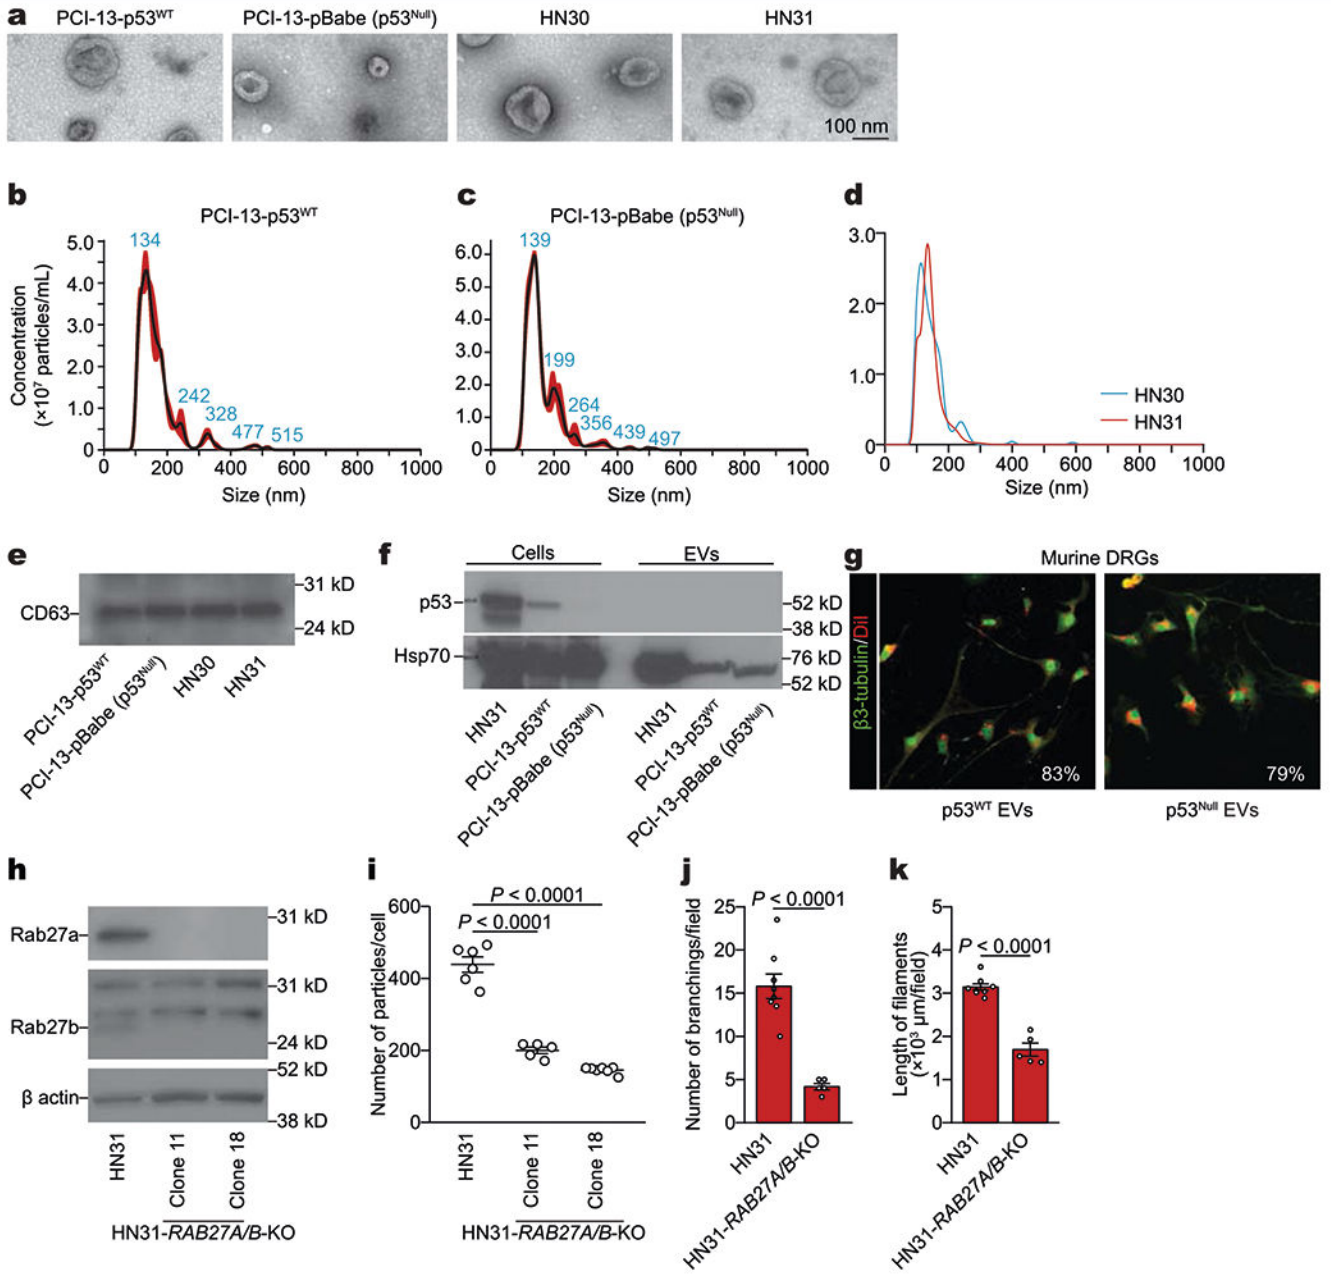 a
PCI-13-p53WT
PCI-13-pBabe (p53Null)
HN30
HN31
100 nm
b
PCI-13-p53WT
Concentration
(×10⁷ particles/mL)
5.0
4.0
3.0
2.0
1.0
0
134
242
328
477
515
0
200
400
600
800
1000
Size (nm)
c
PCI-13-pBabe (p53Null)
6.0
5.0
4.0
3.0
2.0
1.0
0
139
199
264
356
439
497
0
200
400
600
800
1000
Size (nm)
d
3.0
2.0
1.0
0
HN30
HN31
0
200
400
600
800
1000
Size (nm)
e
CD63
31 kD
24 kD
PCI-13-p53WT
PCI-13-pBabe (p53Null)
HN30
HN31
f
Cells
EVs
p53
52 kD
38 kD
Hsp70
76 kD
52 kD
HN31
PCI-13-p53WT
PCI-13-pBabe (p53Null)
HN31
PCI-13-p53WT
PCI-13-pBabe (p53Null)
g
Murine DRGs
β3-tubulin/DiI
83%
79%
p53WT EVs
p53Null EVs
h
Rab27a
31 kD
31 kD
Rab27b
24 kD
52 kD
β actin
38 kD
HN31
Clone 11
Clone 18
HN31-RAB27A/B-KO
i
Number of particles/cell
600
400
200
0
P < 0.0001
P < 0.0001
HN31
Clone 11
Clone 18
HN31-RAB27A/B-KO
j
Number of branchings/field
25
20
15
10
5
0
P < 0.0001
HN31
HN31-RAB27A/B-KO
k
Length of filaments
(×10³ μm/field)
5
4
3
2
1
0
P < 0.0001
HN31
HN31-RAB27A/B-KO